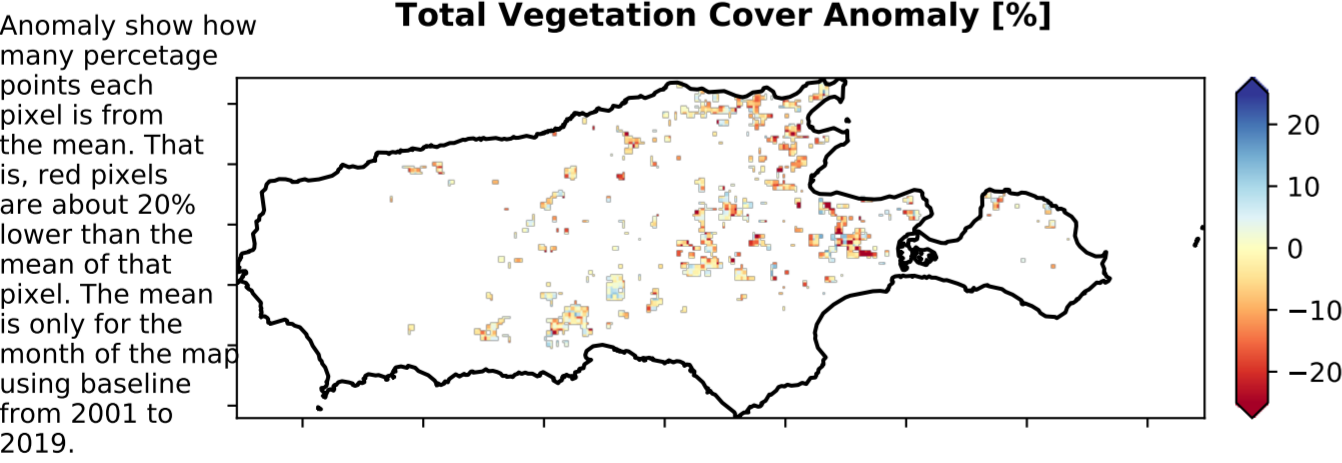 Total Vegetation Cover Anomaly [%]
Anomaly show how
many percetage
points each
pixel is from
the mean. That
is, red pixels
are about 20%
lower than the
mean of that
pixel. The mean
is only for the
month of the map
using baseline
from 2001 to
2019.
20
10
0
−10
−20